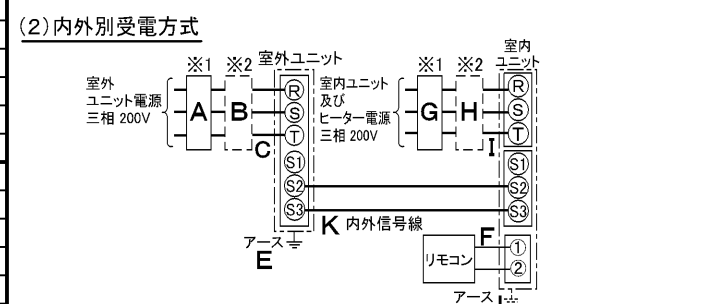 (2)内外別受電方式
※1 ※2 室外ユニット
室外
ユニット電源
三相 200V
A B C
R
S
T
S1
S2
S3
アース
E
※1 ※2 室内
ユニット
室内ユニット
及び
ヒーター電源
三相 200V
G H I
R
S
T
S1
S2
S3
K 内外信号線
F
リモコン
1
2
アース